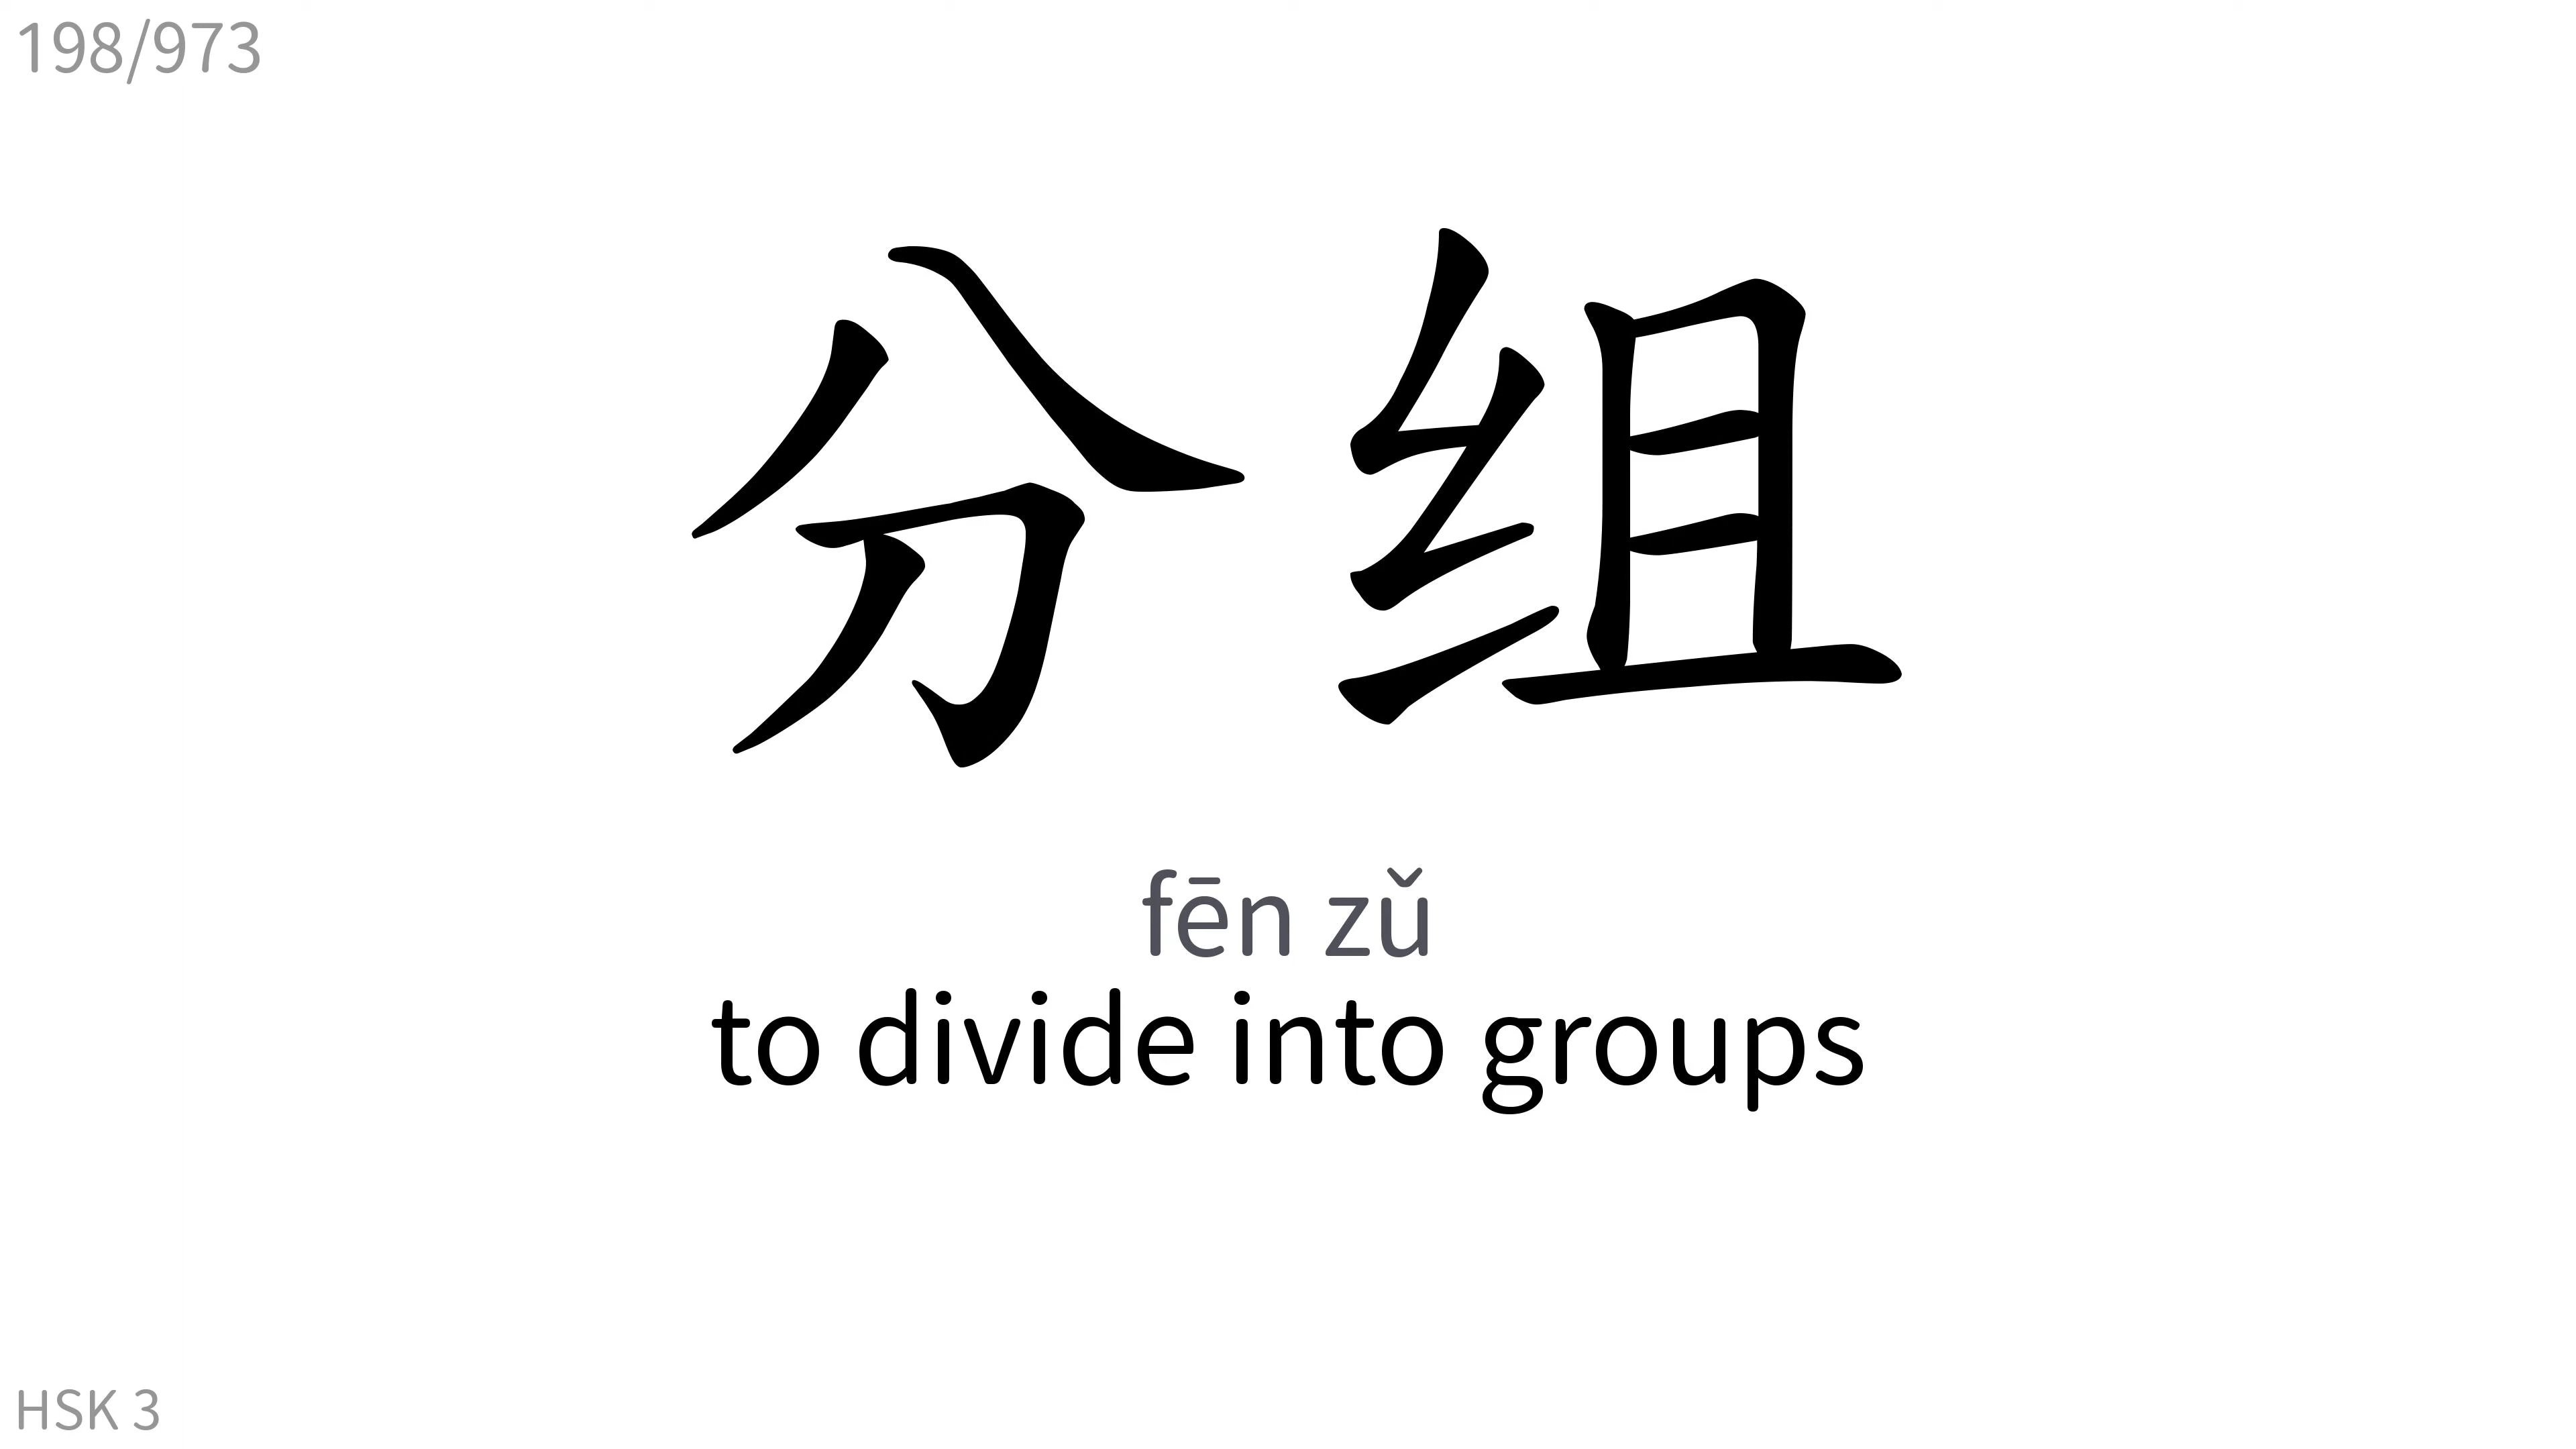 198/973
分组
fēn zǔ
to divide into groups
HSK 3